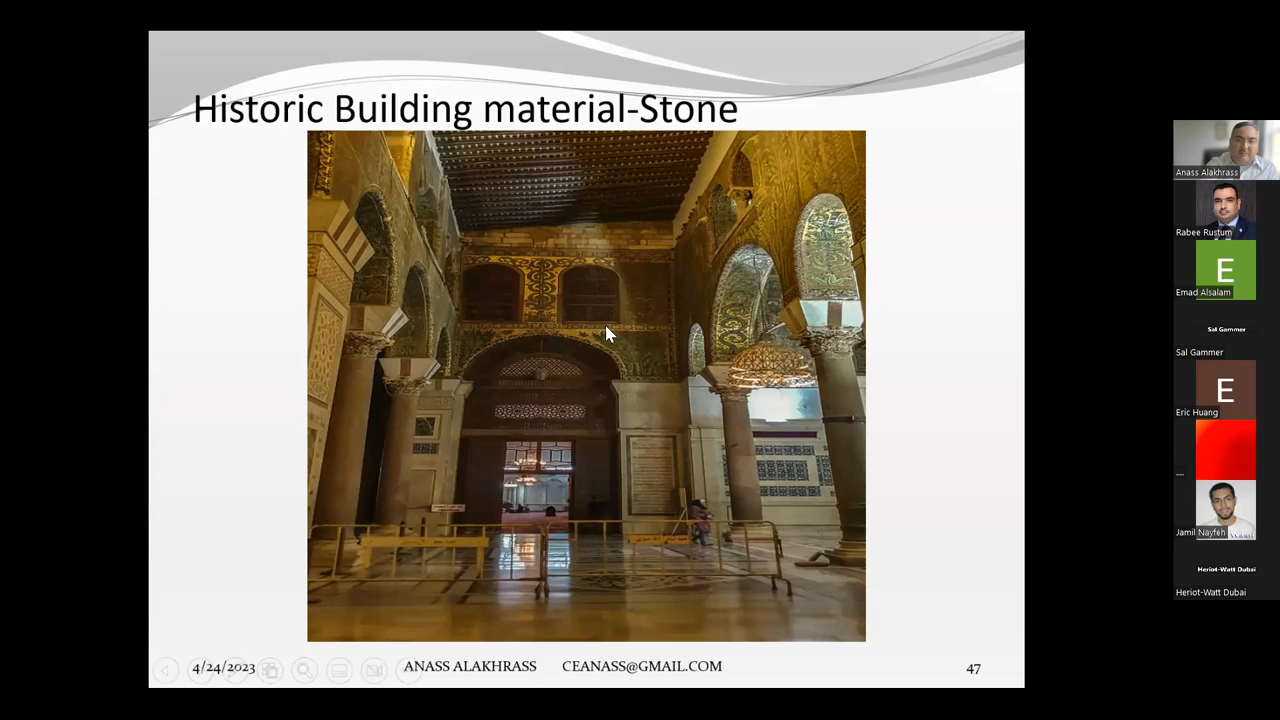 Historic Building material-Stone
4/24/2023
ANASS ALAKHRASS
CEANASS@GMAIL.COM
47
Anass Alakhrass
Rabee Rustum
E
Emad Alsalam
Sal Gammer
Sal Gammer
E
Eric Huang
....
Jamil Nayfeh
Heriot-Watt Dubai
Heriot-Watt Dubai